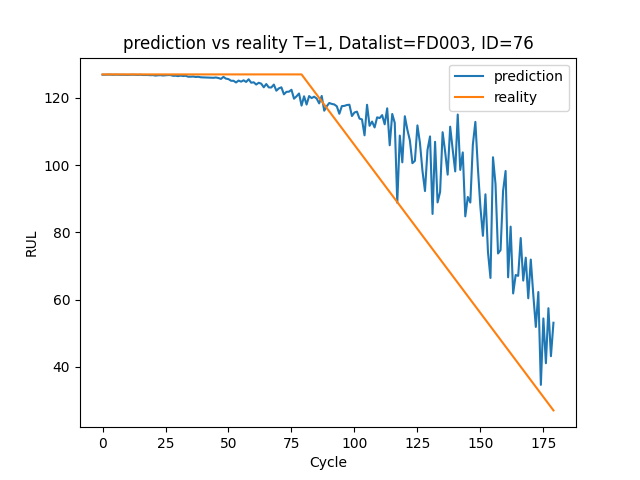 prediction vs reality T=1, Datalist=FD003, ID=76
prediction
reality
120
100
80
60
40
RUL
0 25 50 75 100 125 150 175
Cycle